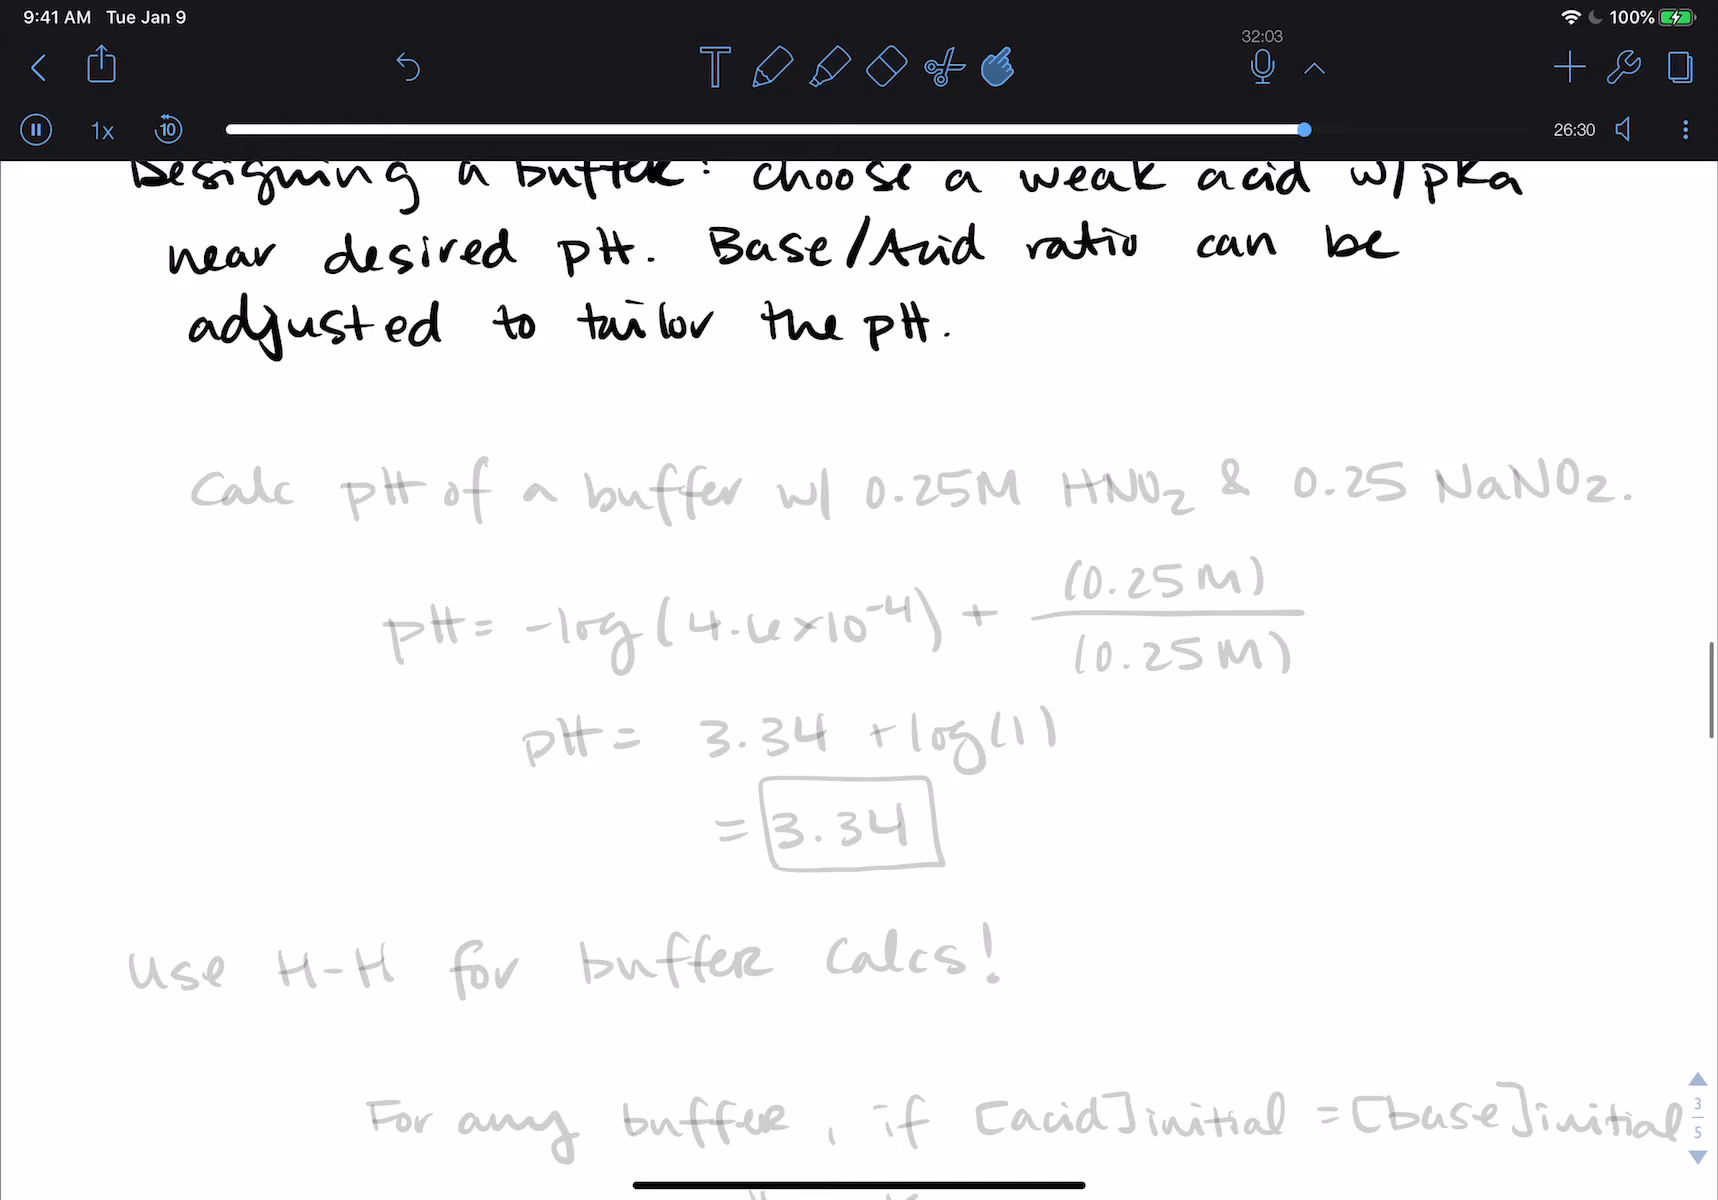 9:41 AM Tue Jan 9 100%
32:03
1x 10 26:30
Designing a buffer: choose a weak acid w/ pKa
near desired pH. Base/Acid ratio can be
adjusted to tailor the pH.
Calc pH of a buffer w/ 0.25M HNO₂ & 0.25 NaNO₂.
pH = -log(4.6×10⁻⁴) + (0.25M)
(0.25M)
pH = 3.34 + log(1)
= 3.34
Use H-H for buffer calcs!
For any buffer, if [acid]initial = [base]initial
3
5